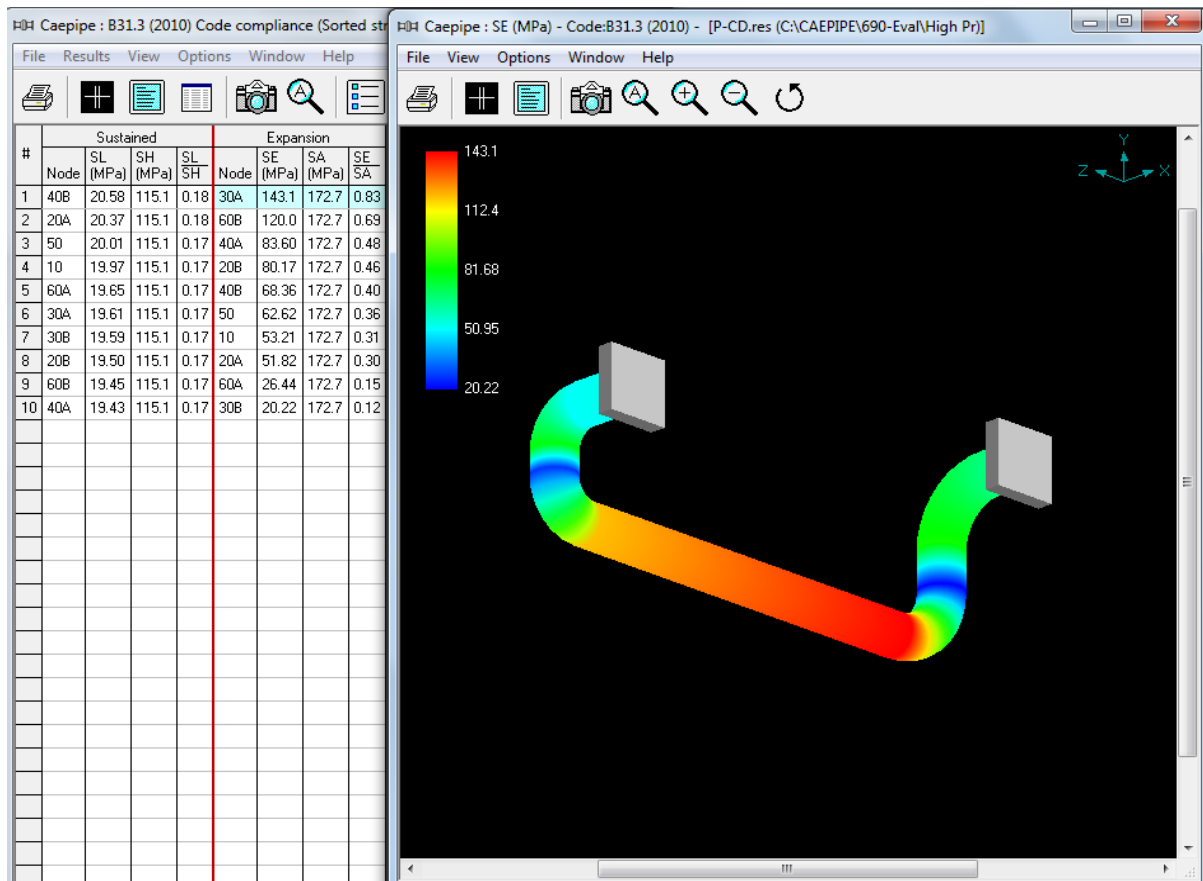 Caepipe : B31.3 (2010) Code compliance (Sorted str
File Results View Options Window Help
# Sustained Expansion
Node SL (MPa) SH (MPa) SL/SH Node SE (MPa) SA (MPa) SE/SA
1 40B 20.58 115.1 0.18 30A 143.1 172.7 0.83
2 20A 20.37 115.1 0.18 60B 120.0 172.7 0.69
3 50 20.01 115.1 0.17 40A 83.60 172.7 0.48
4 10 19.97 115.1 0.17 20B 80.17 172.7 0.46
5 60A 19.65 115.1 0.17 40B 68.36 172.7 0.40
6 30A 19.61 115.1 0.17 50 62.62 172.7 0.36
7 30B 19.59 115.1 0.17 10 53.21 172.7 0.31
8 20B 19.50 115.1 0.17 20A 51.82 172.7 0.30
9 60B 19.45 115.1 0.17 60A 26.44 172.7 0.15
10 40A 19.43 115.1 0.17 30B 20.22 172.7 0.12
Caepipe : SE (MPa) - Code:B31.3 (2010) - [P-CD.res (C:\CAEPIPE\690-Eval\High Pr)]
File View Options Window Help
143.1
112.4
81.68
50.95
20.22
Y
Z X